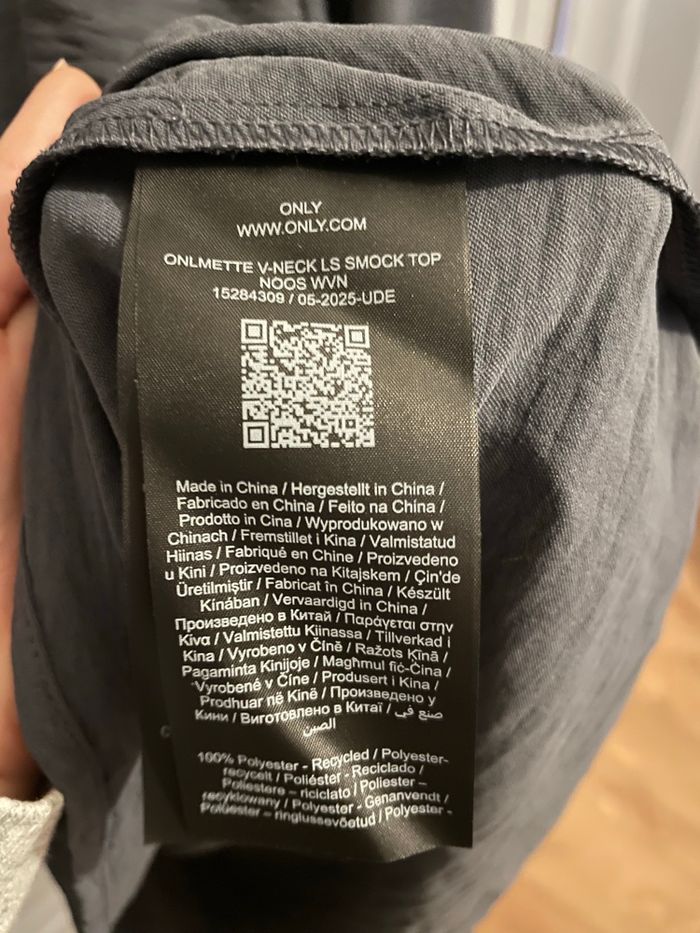 ONLY
WWW.ONLY.COM
ONLMETTE V-NECK LS SMOCK TOP
NOOS WVN
15284309 / 05-2025-UDE
Made in China / Hergestellt in China /
Fabricado en China / Feito na China /
Prodotto in Cina / Wyprodukowano w
Chinach / Fremstillet i Kina / Valmistatud
Hiinas / Fabriqué en Chine / Proizvedeno
u Kini / Proizvedeno na Kitajskem / Çin'de
Üretilmiştir / Fabricat în China / Készült
Kínában / Vervaardigd in China /
Произведено в Китай / Παράγεται στην
Κίνα / Valmistettu Kiinassa / Tillverkad i
Kina / Vyrobeno v Číně / Ražots Ķīnā /
Pagaminta Kinijoje / Magħmul fiċ-Ċina /
Vyrobené v Číne / Produsert i Kina /
Prodhuar në Kinë / Произведено у
Кини / Виготовлено в Китаї / صنع في
الصين
100% Polyester - Recycled / Polyester-
recycelt / Poliéster - Reciclado /
Poliestere - riciclato / Poliester –
recyklowany / Polyester - Genanvendt /
Polüester – ringlussevõetud / Polyester -